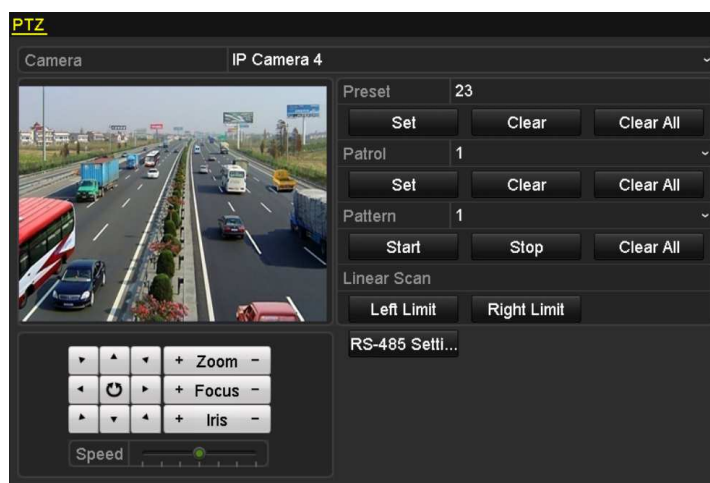 PTZ
Camera IP Camera 4
Preset 23
Set Clear Clear All
Patrol 1
Set Clear Clear All
Pattern 1
Start Stop Clear All
Linear Scan
Left Limit Right Limit
RS-485 Setti...
+ Zoom -
+ Focus -
+ Iris -
Speed